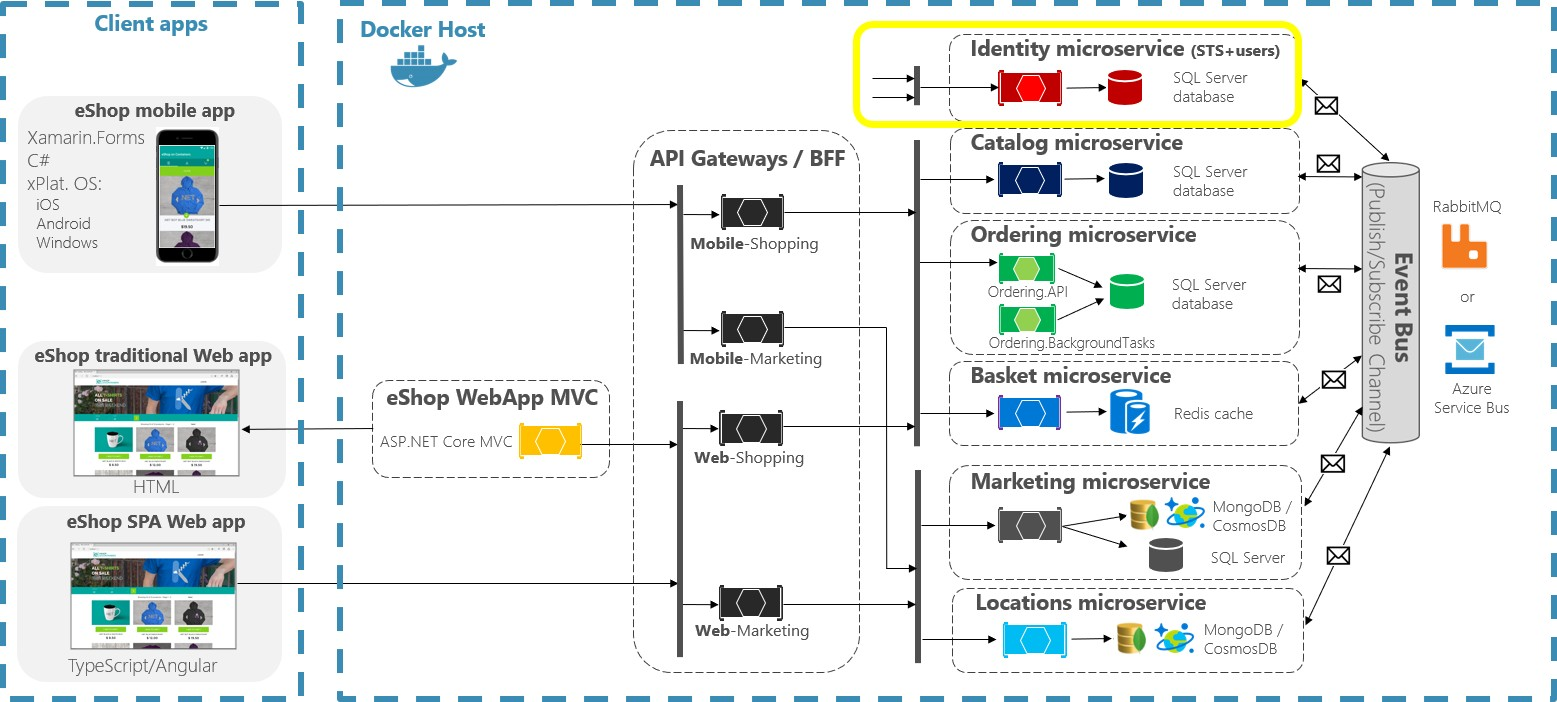 Client apps
eShop mobile app
Xamarin.Forms
C#
xPlat. OS:
iOS
Android
Windows
eShop traditional Web app
HTML
eShop SPA Web app
TypeScript/Angular
Docker Host
eShop WebApp MVC
ASP.NET Core MVC
API Gateways / BFF
Mobile-Shopping
Mobile-Marketing
Web-Shopping
Web-Marketing
Identity microservice (STS+users)
SQL Server
database
Catalog microservice
SQL Server
database
Ordering microservice
Ordering.API
Ordering.BackgroundTasks
SQL Server
database
Basket microservice
Redis cache
Marketing microservice
MongoDB /
CosmosDB
SQL Server
Locations microservice
MongoDB /
CosmosDB
Event Bus
(Publish/Subscribe Channel)
RabbitMQ
or
Azure
Service Bus